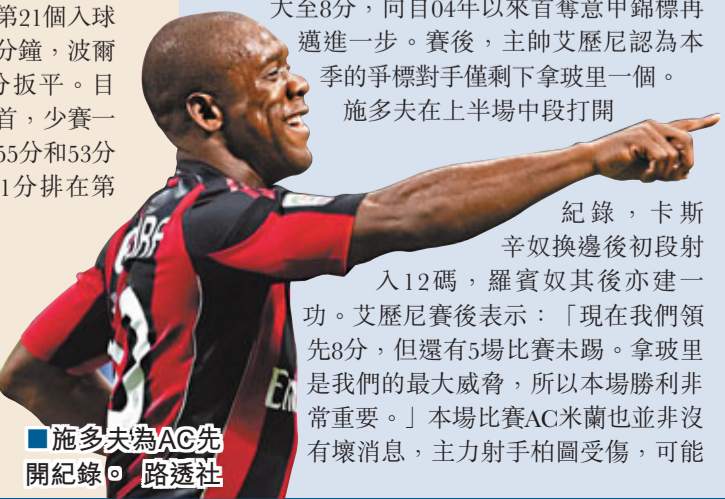 第21個入球
分鐘，波爾
分扳平。目
首，少賽一
55分和53分
1分排在第
大至8分，向自04年以來首奪意甲錦標再
邁進一步。賽後，主帥艾歷尼認為本
季的爭標對手僅剩下拿玻里一個。
施多夫在上半場中段打開
紀錄，卡斯
辛奴換邊後初段射
入12碼，羅賓奴其後亦建一
功。艾歷尼賽後表示：「現在我們領
先8分，但還有5場比賽未踢。拿玻里
是我們的最大威脅，所以本場勝利非
常重要。」本場比賽AC米蘭也並非沒
有壞消息，主力射手柏圖受傷，可能
■施多夫為AC先
開紀錄。 路透社